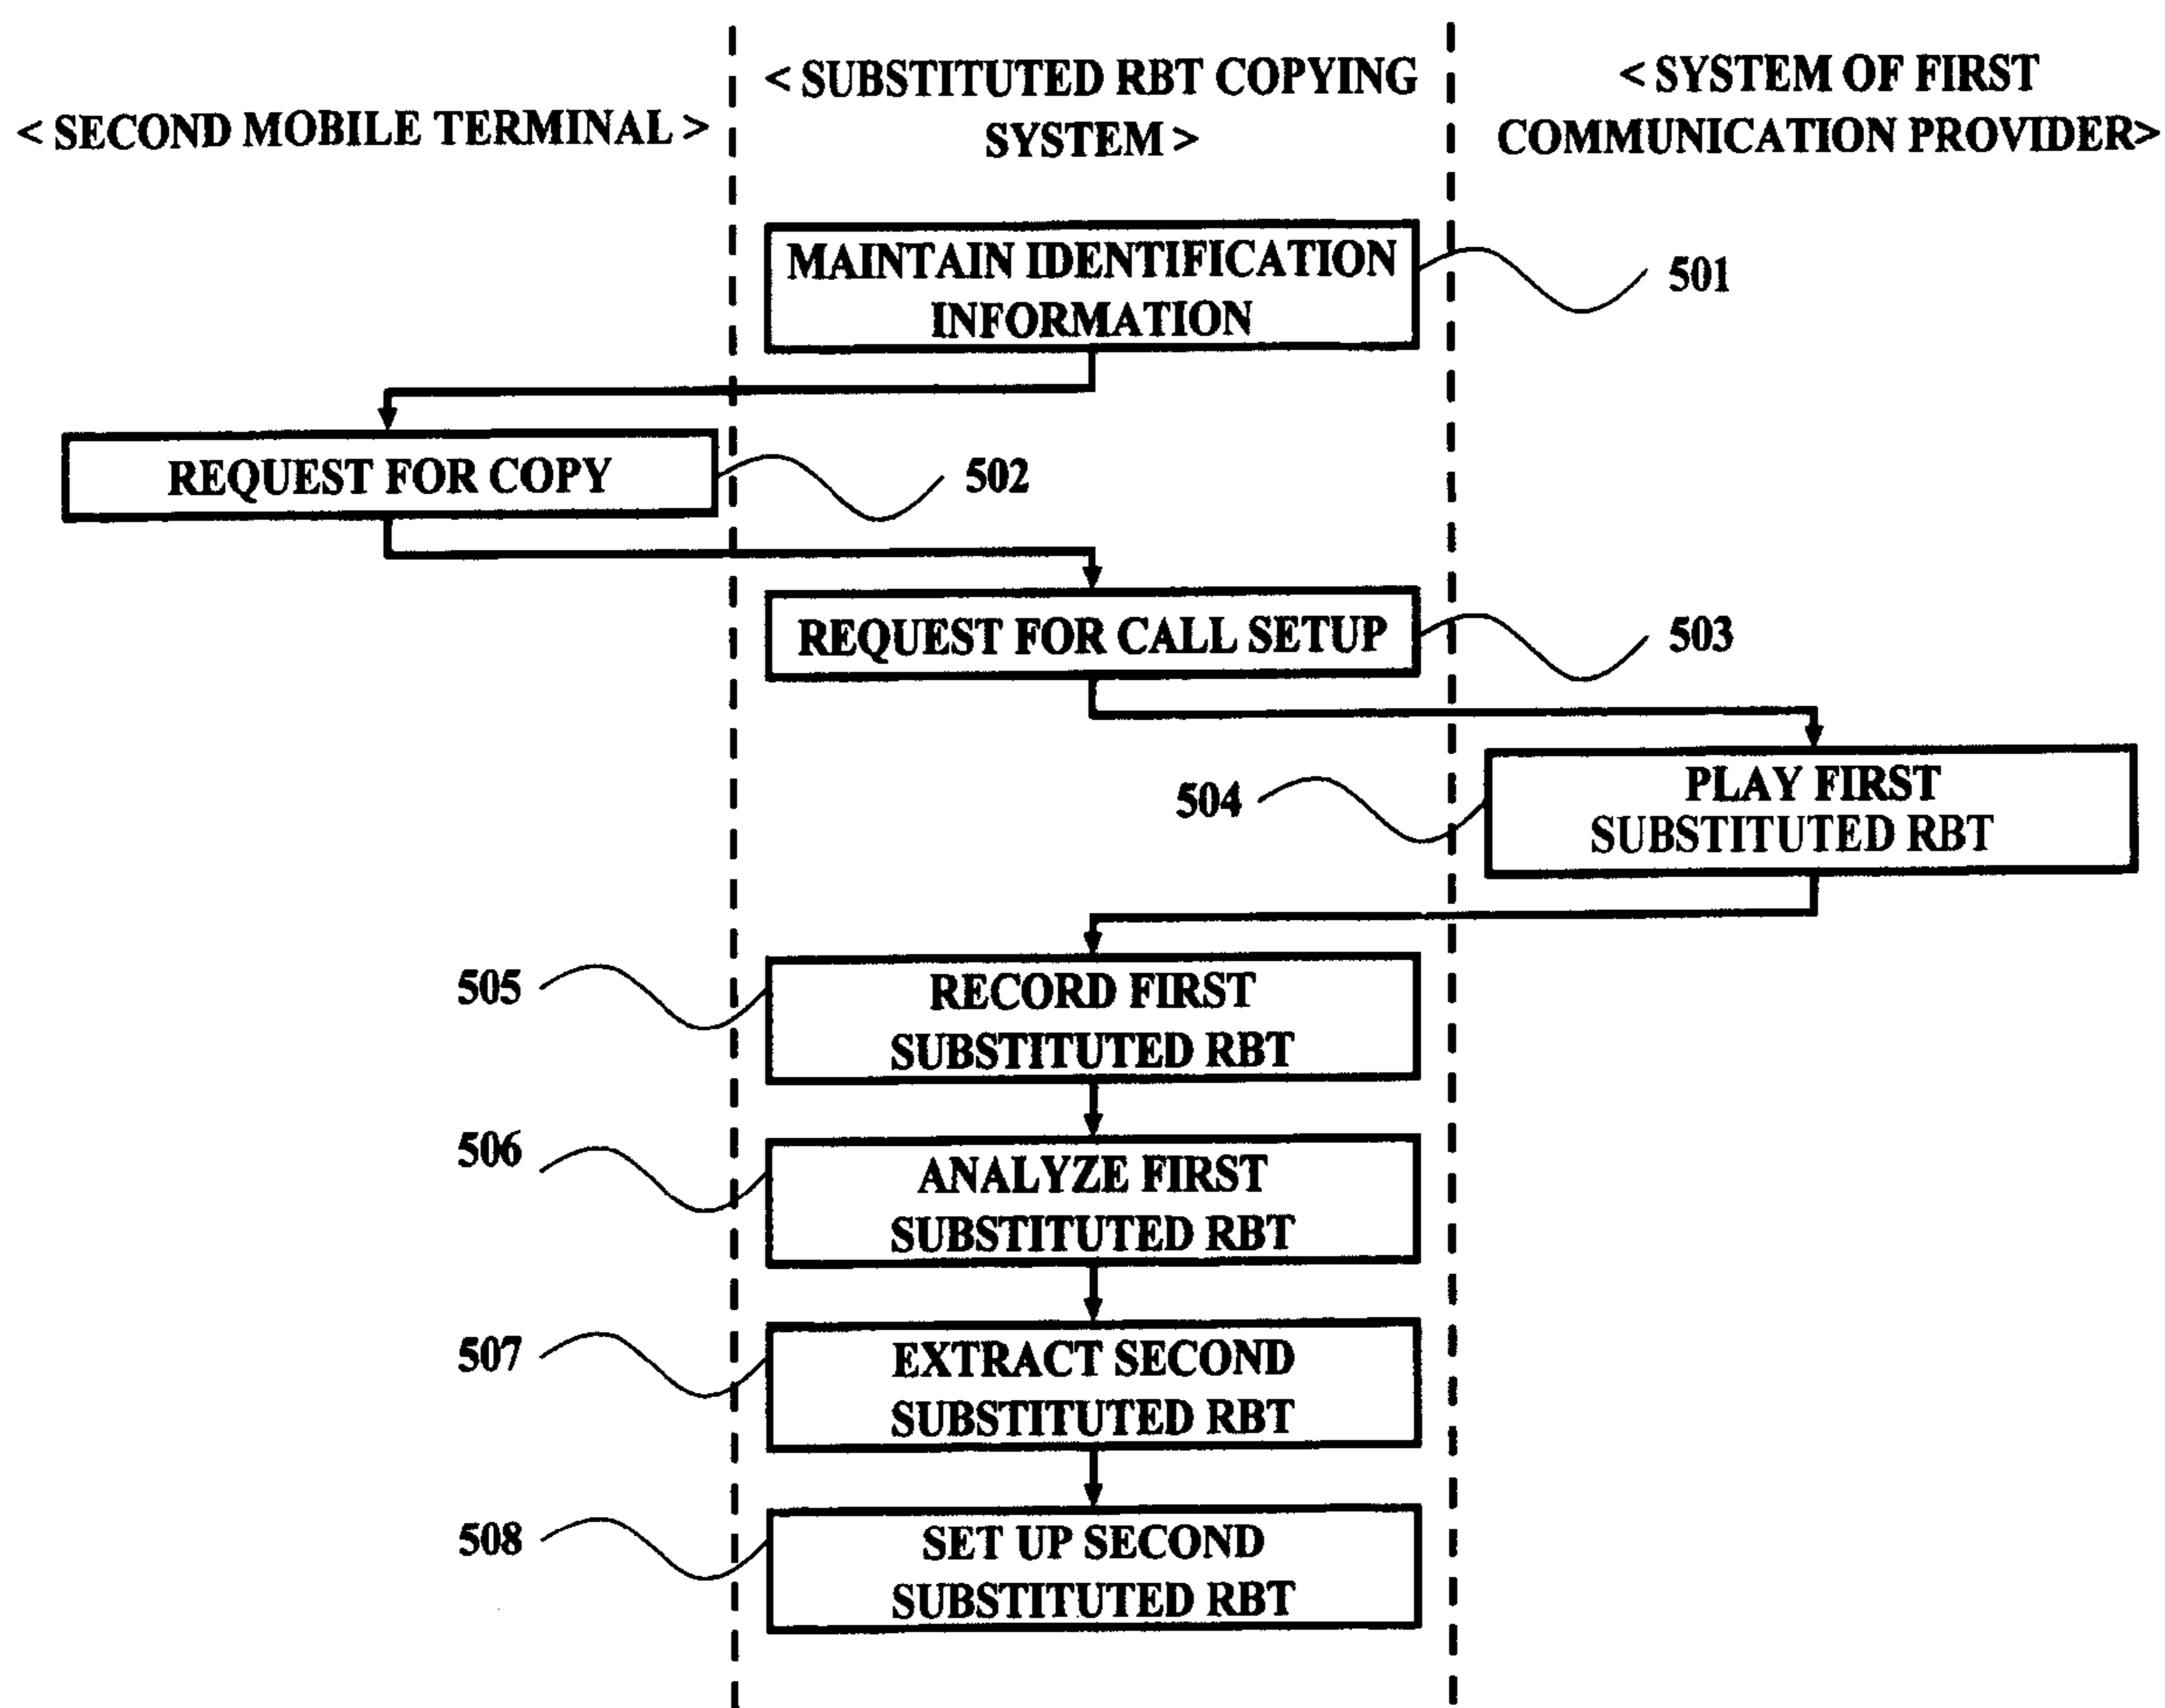 < SECOND MOBILE TERMINAL >
< SUBSTITUTED RBT COPYING
SYSTEM >
< SYSTEM OF FIRST
COMMUNICATION PROVIDER>
MAINTAIN IDENTIFICATION
INFORMATION
501
REQUEST FOR COPY
502
REQUEST FOR CALL SETUP
503
504
PLAY FIRST
SUBSTITUTED RBT
505
RECORD FIRST
SUBSTITUTED RBT
506
ANALYZE FIRST
SUBSTITUTED RBT
507
EXTRACT SECOND
SUBSTITUTED RBT
508
SET UP SECOND
SUBSTITUTED RBT